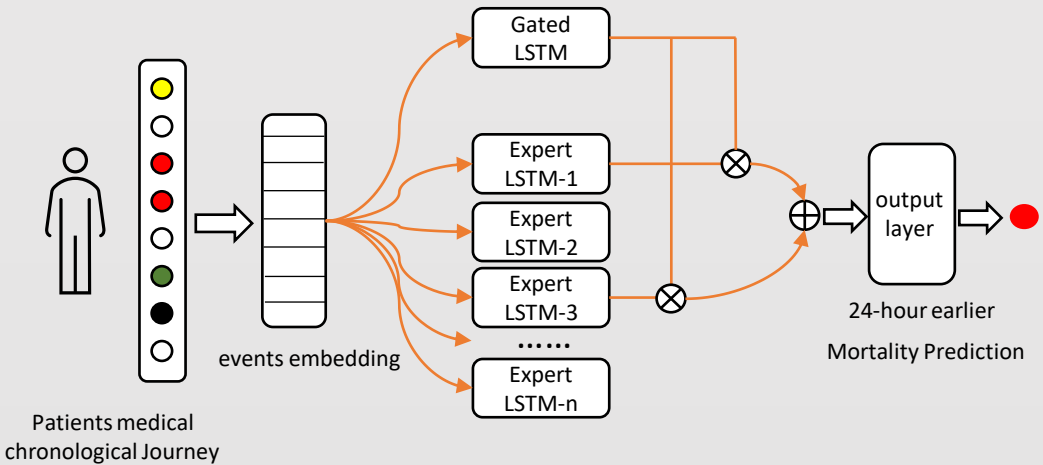 Gated
LSTM
Expert
LSTM-1
Expert
LSTM-2
Expert
LSTM-3
......
Expert
LSTM-n
events embedding
Patients medical
chronological Journey
output
layer
24-hour earlier
Mortality Prediction